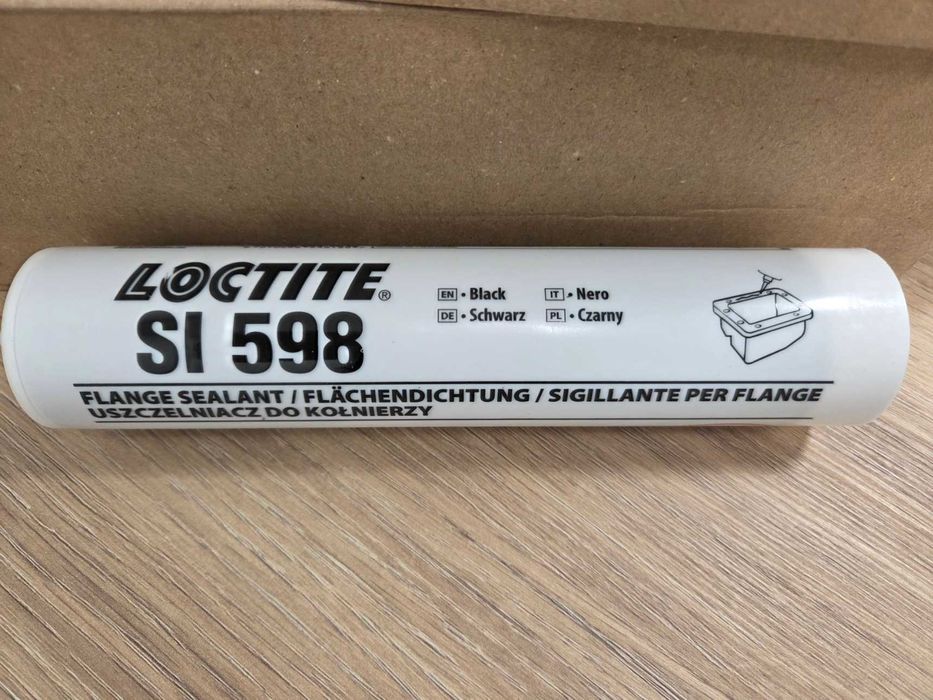 LOCTITE®
SI 598
EN • Black
IT • Nero
DE • Schwarz
PL • Czarny
FLANGE SEALANT / FLÄCHENDICHTUNG / SIGILLANTE PER FLANGE
USZCZELNIACZ DO KOŁNIERZY